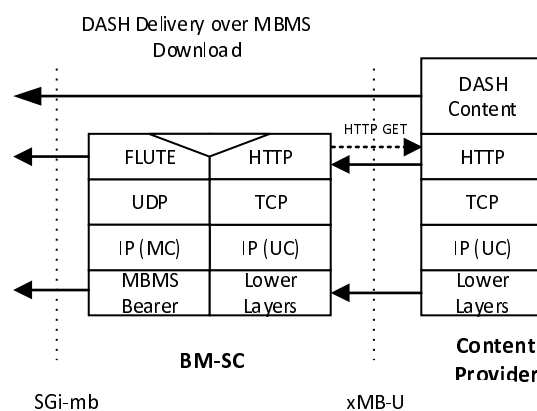 DASH Delivery over MBMS
Download
DASH
Content
HTTP GET
FLUTE
HTTP
HTTP
UDP
TCP
TCP
IP (MC)
IP (UC)
IP (UC)
MBMS
Bearer
Lower
Layers
Lower
Layers
BM-SC
Content
Provider
SGi-mb
xMB-U